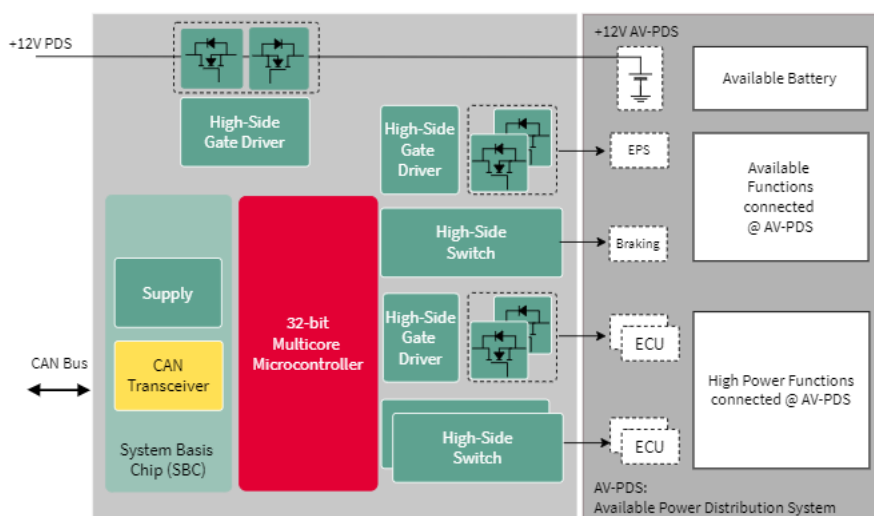 +12V PDS
+12V AV-PDS
Available Battery
High-Side
Gate Driver
High-Side
Gate
Driver
EPS
Available
Functions
connected
@ AV-PDS
High-Side
Switch
Braking
Supply
32-bit
Multicore
Microcontroller
High-Side
Gate
Driver
ECU
CAN Bus
CAN
Transceiver
High Power Functions
connected @ AV-PDS
High-Side
Switch
ECU
System Basis
Chip (SBC)
AV-PDS:
Available Power Distribution System